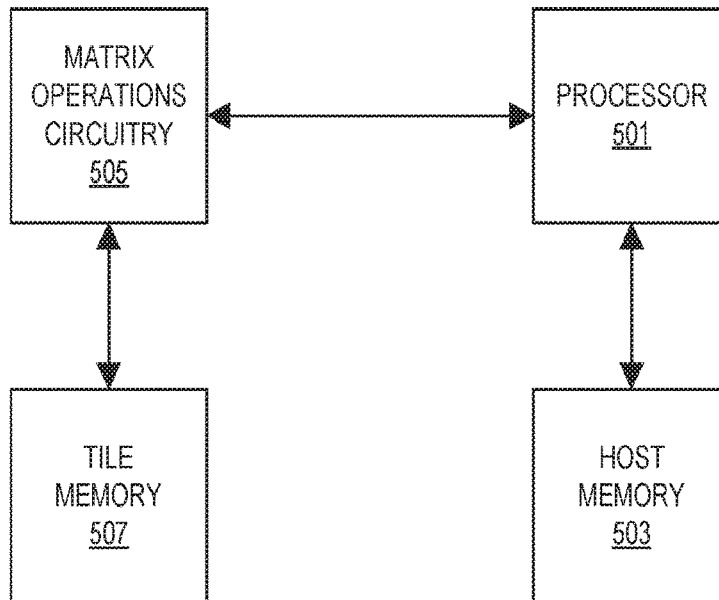 MATRIX
OPERATIONS
CIRCUITRY
505
PROCESSOR
501
TILE
MEMORY
507
HOST
MEMORY
503